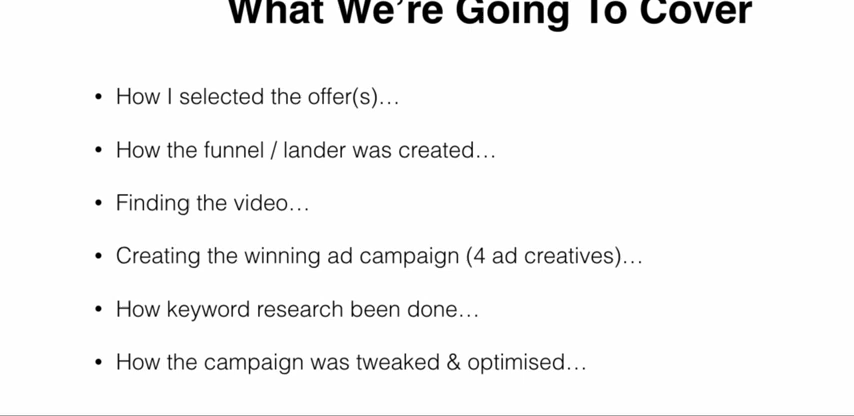 What We're Going To Cover
• How I selected the offer(s)…
• How the funnel / lander was created…
• Finding the video…
• Creating the winning ad campaign (4 ad creatives)…
• How keyword research been done…
• How the campaign was tweaked & optimised…